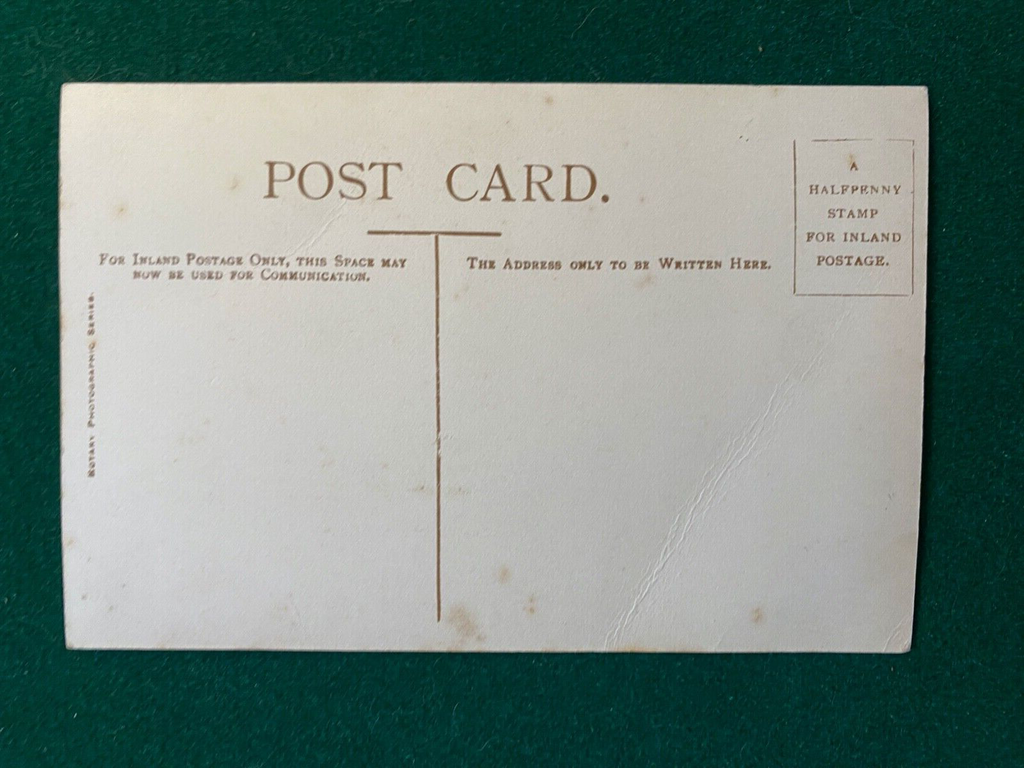 POST CARD.
A
HALFPENNY
STAMP
FOR INLAND
POSTAGE.
FOR INLAND POSTAGE ONLY, THIS SPACE MAY
NOW BE USED FOR COMMUNICATION.
THE ADDRESS ONLY TO BE WRITTEN HERE.
ROTARY PHOTOGRAPHIC SERIES.